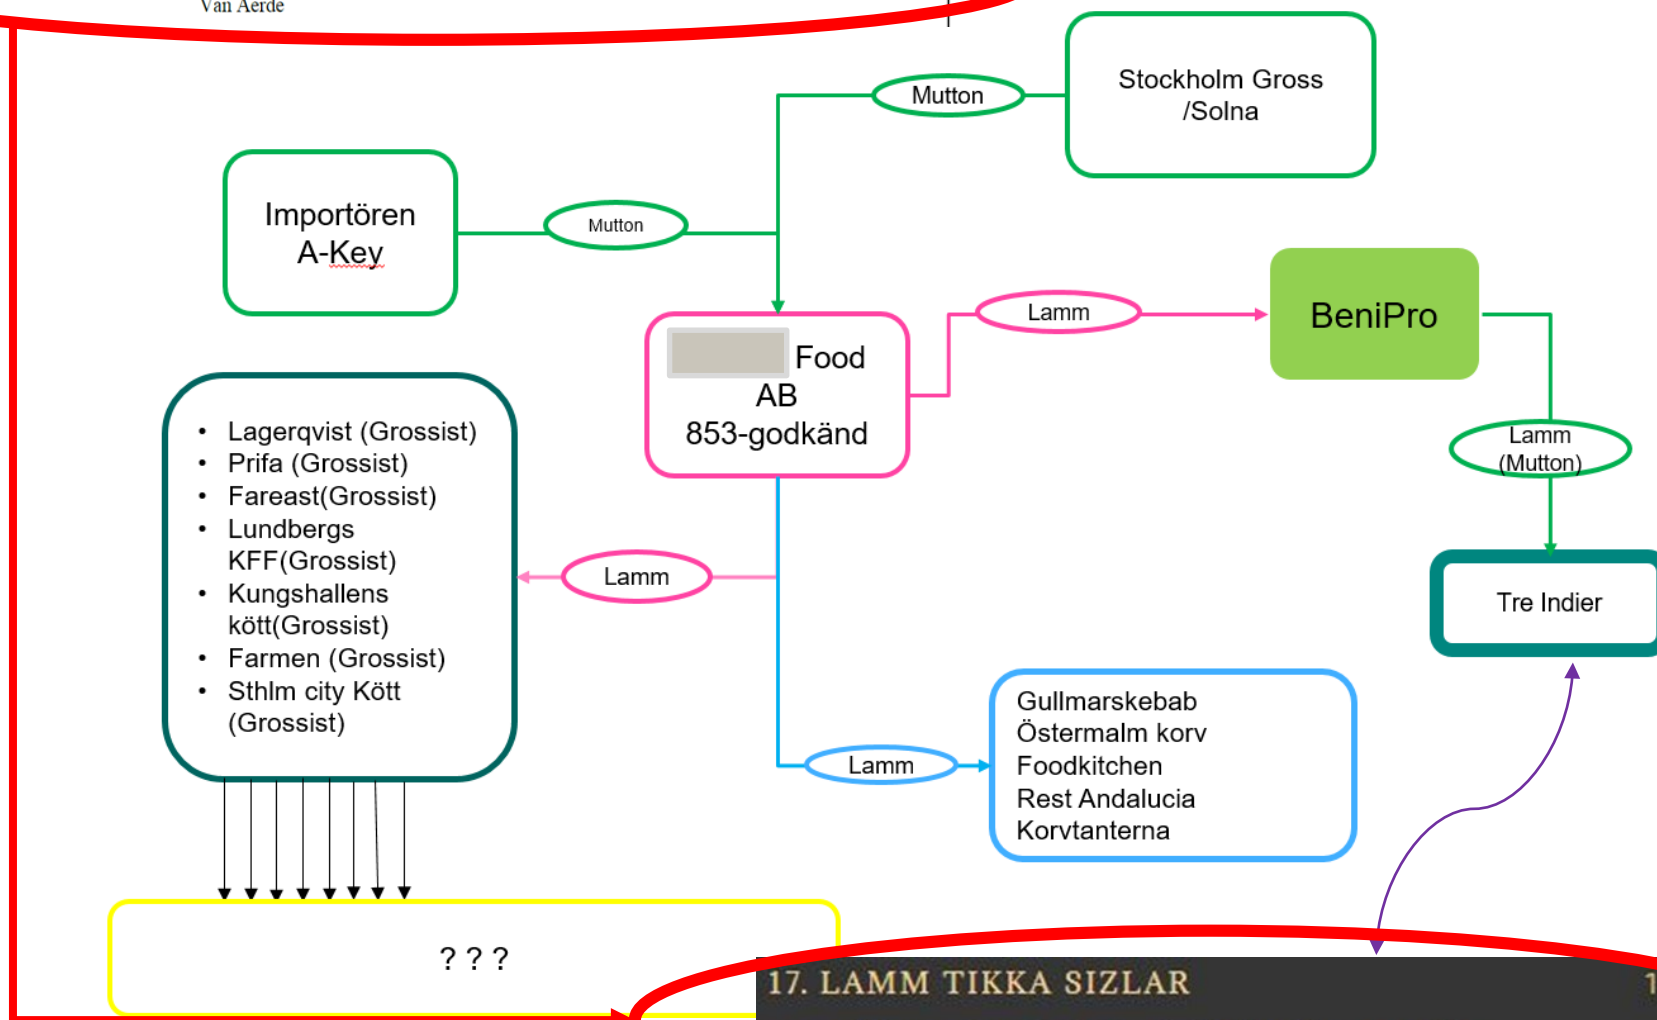 Van Aerde
Stockholm Gross
/Solna
Mutton
Importören
A-Key
Mutton
Lamm
BeniPro
Food
AB
853-godkänd
Lamm
(Mutton)
• Lagerqvist (Grossist)
• Prifa (Grossist)
• Fareast(Grossist)
• Lundbergs
KFF(Grossist)
• Kungshallens
kött(Grossist)
• Farmen (Grossist)
• Sthlm city Kött
(Grossist)
Lamm
Tre Indier
Lamm
Gullmarskebab
Östermalm korv
Foodkitchen
Rest Andalucia
Korvtanterna
? ? ?
17. LAMM TIKKA SIZLAR